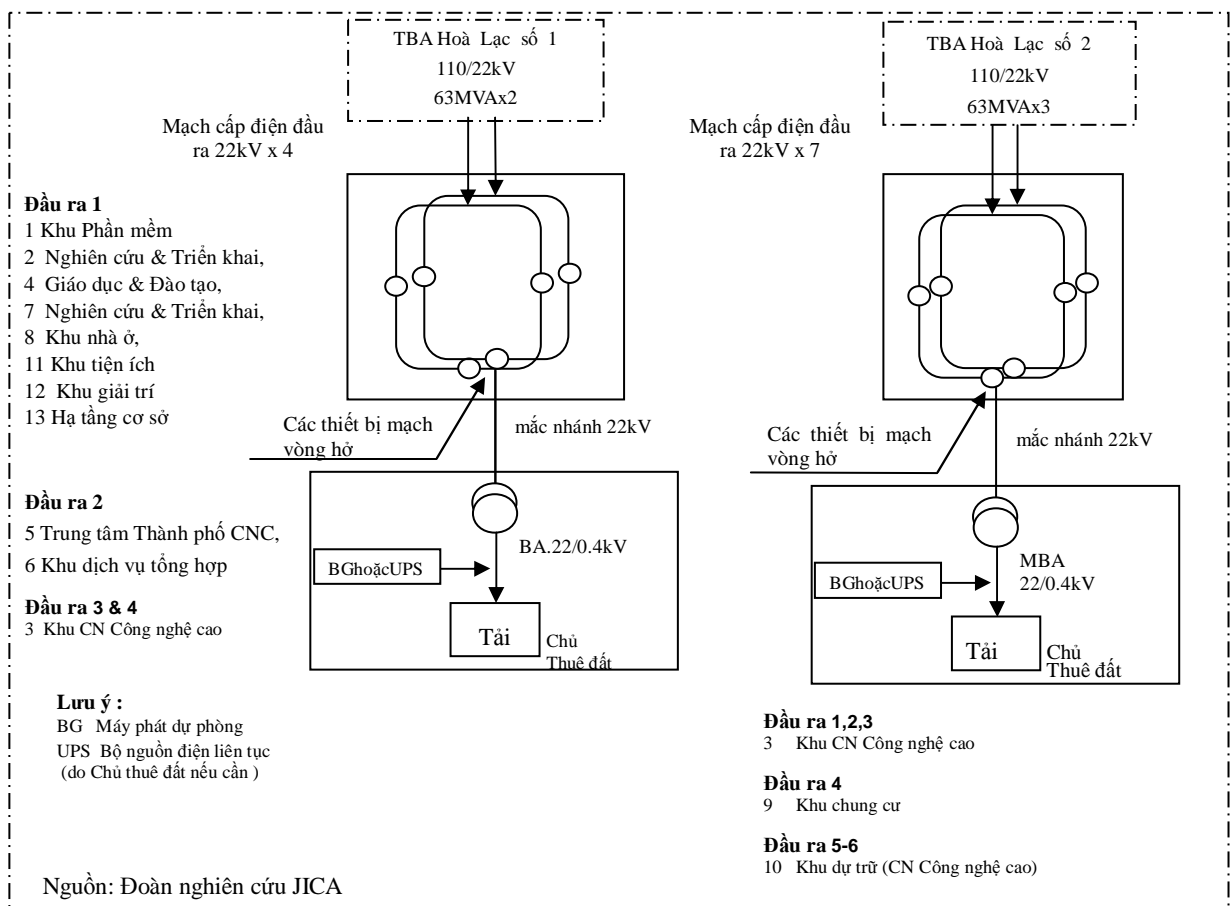 TBA Hoà Lạc số 1
110/22kV
63MVAx2
Mạch cấp điện đầu
ra 22kV x 4
Đầu ra 1
1 Khu Phần mềm
2 Nghiên cứu & Triển khai,
4 Giáo dục & Đào tạo,
7 Nghiên cứu & Triển khai,
8 Khu nhà ở,
11 Khu tiện ích
12 Khu giải trí
13 Hạ tầng cơ sở
Các thiết bị mạch
vòng hở
mắc nhánh 22kV
Đầu ra 2
5 Trung tâm Thành phố CNC,
6 Khu dịch vụ tổng hợp
Đầu ra 3 & 4
3 Khu CN Công nghệ cao
BA.22/0.4kV
BGhoặcUPS
Tải
Chủ
Thuê đất
Lưu ý :
BG Máy phát dự phòng
UPS Bộ nguồn điện liên tục
(do Chủ thuê đất nếu cần )
TBA Hoà Lạc số 2
110/22kV
63MVAx3
Mạch cấp điện đầu
ra 22kV x 7
Các thiết bị mạch
vòng hở
mắc nhánh 22kV
MBA
22/0.4kV
BGhoặcUPS
Tải
Chủ
Thuê đất
Đầu ra 1,2,3
3 Khu CN Công nghệ cao
Đầu ra 4
9 Khu chung cư
Đầu ra 5-6
10 Khu dự trữ (CN Công nghệ cao)
Nguồn: Đoàn nghiên cứu JICA